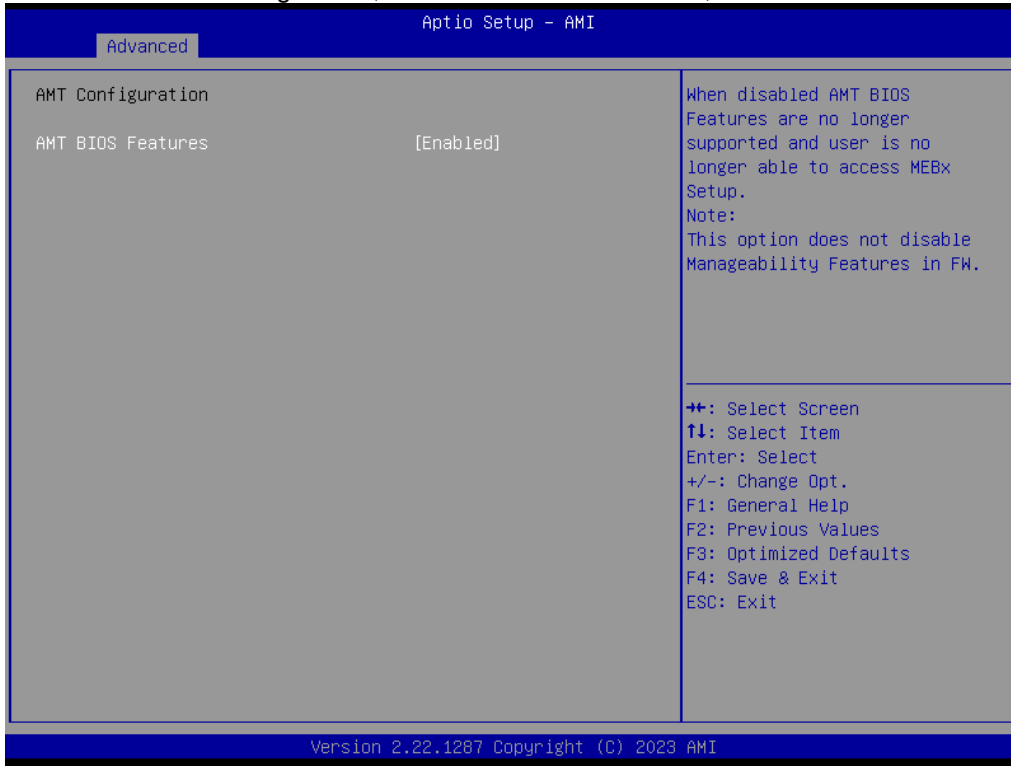 Aptio Setup – AMI
Advanced
AMT Configuration
AMT BIOS Features [Enabled]
When disabled AMT BIOS
Features are no longer
supported and user is no
longer able to access MEBx
Setup.
Note:
This option does not disable
Manageability Features in FW.
→←: Select Screen
↑↓: Select Item
Enter: Select
+/-: Change Opt.
F1: General Help
F2: Previous Values
F3: Optimized Defaults
F4: Save & Exit
ESC: Exit
Version 2.22.1287 Copyright (C) 2023 AMI